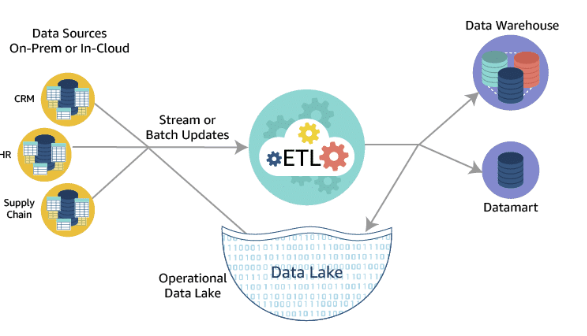 Data Sources
On-Prem or In-Cloud
CRM
HR
Supply
Chain
Stream or
Batch Updates
ETL
Data Warehouse
Datamart
Operational
Data Lake
Data Lake